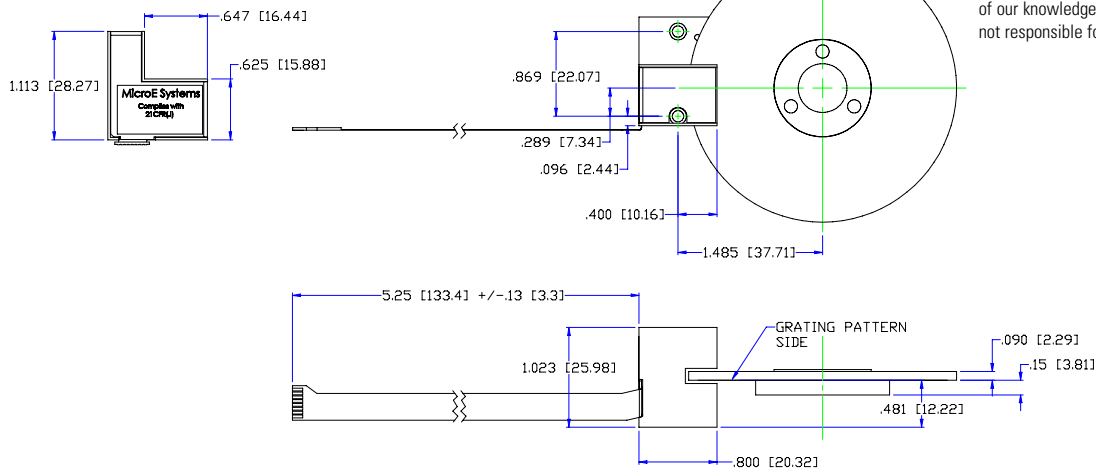 .647 [16.44]
of our knowledge
not responsible fo
.625 [15.88]
1.113 [28.27]
.869 [22.07]
MicroE Systems
Complies with
21CFR(J)
.289 [7.34]
.096 [2.44]
.400 [10.16]
1.485 [37.71]
5.25 [133.4] +/-.13 [3.3]
GRATING PATTERN
SIDE
.090 [2.29]
.15 [3.81]
1.023 [25.98]
.481 [12.22]
.800 [20.32]